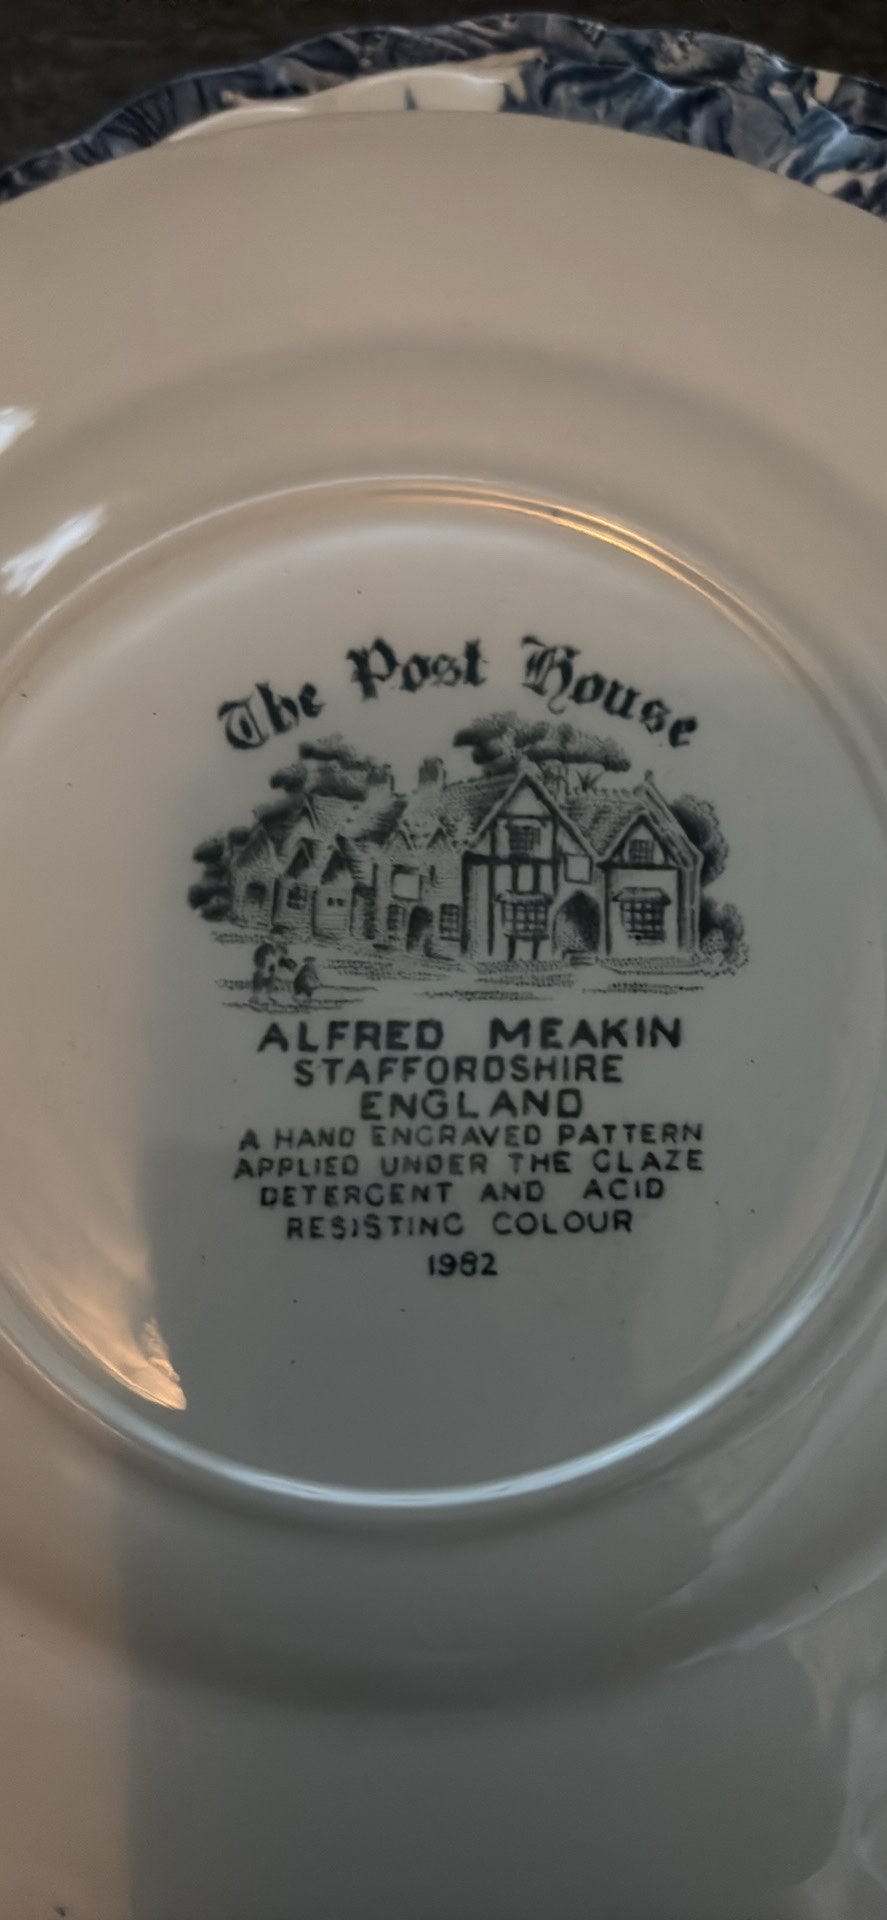 The Post House
ALFRED MEAKIN
STAFFORDSHIRE
ENGLAND
A HAND ENGRAVED PATTERN
APPLIED UNDER THE GLAZE
DETERGENT AND ACID
RESISTING COLOUR
1982